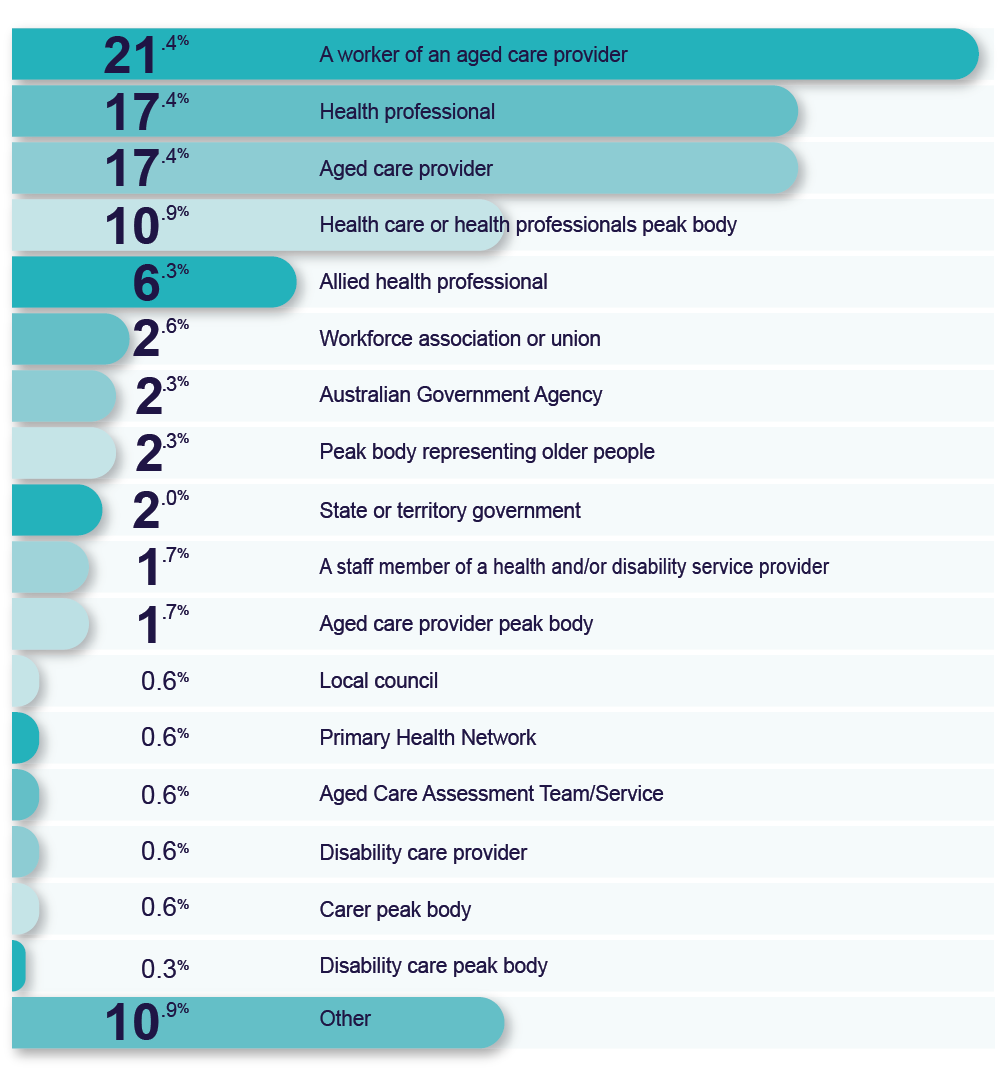 21.4% A worker of an aged care provider
17.4% Health professional
17.4% Aged care provider
10.9% Health care or health professionals peak body
6.3% Allied health professional
2.6% Workforce association or union
2.3% Australian Government Agency
2.3% Peak body representing older people
2.0% State or territory government
1.7% A staff member of a health and/or disability service provider
1.7% Aged care provider peak body
0.6% Local council
0.6% Primary Health Network
0.6% Aged Care Assessment Team/Service
0.6% Disability care provider
0.6% Carer peak body
0.3% Disability care peak body
10.9% Other